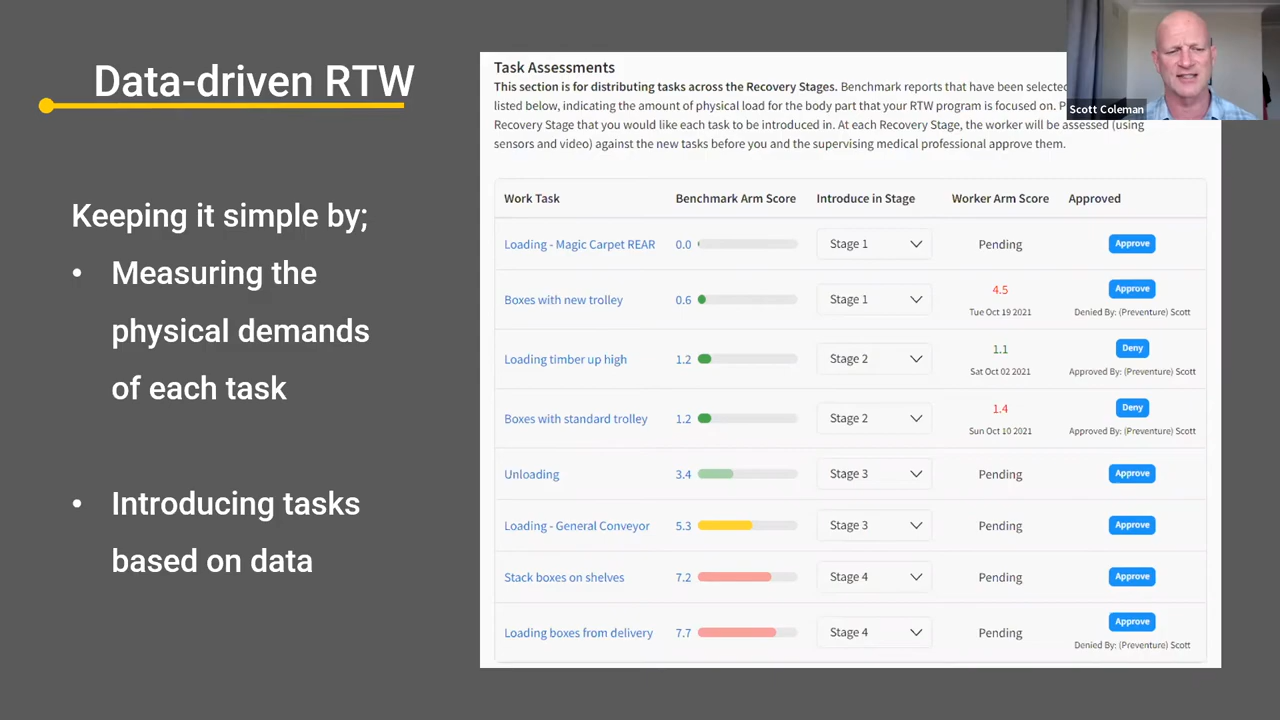 Data-driven RTW
Keeping it simple by;
• Measuring the
physical demands
of each task
• Introducing tasks
based on data
Task Assessments
This section is for distributing tasks across the Recovery Stages. Benchmark reports that have been selected
listed below, indicating the amount of physical load for the body part that your RTW program is focused on.
Recovery Stage that you would like each task to be introduced in. At each Recovery Stage, the worker will be assessed (using
sensors and video) against the new tasks before you and the supervising medical professional approve them.
Scott Coleman
Work Task Benchmark Arm Score Introduce in Stage Worker Arm Score Approved
Loading - Magic Carpet REAR 0.0 Stage 1 Pending Approve
Boxes with new trolley 0.6 Stage 1 4.5 Approve
Tue Oct 19 2021 Denied By: (Preventure) Scott
Loading timber up high 1.2 Stage 2 1.1 Deny
Sat Oct 02 2021 Approved By: (Preventure) Scott
Boxes with standard trolley 1.2 Stage 2 1.4 Deny
Sun Oct 10 2021 Approved By: (Preventure) Scott
Unloading 3.4 Stage 3 Pending Approve
Loading - General Conveyor 5.3 Stage 3 Pending Approve
Stack boxes on shelves 7.2 Stage 4 Pending Approve
Loading boxes from delivery 7.7 Stage 4 Pending Approve
Denied By: (Preventure) Scott